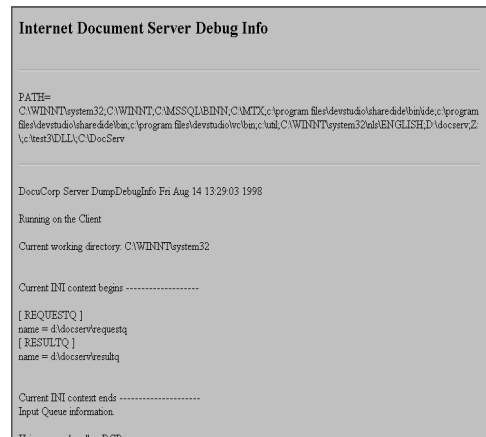 Internet Document Server Debug Info
PATH=
C:\WINNT\system32;C:\WINNT;C:\MSSQL\BINN;C:\MTX;c:\program files\devstudio\sharedide\bin\ide;c:\program
files\devstudio\sharedide\bin;c:\program files\devstudio\vc\bin;c:\util;C:\WINNT\system32\nls\ENGLISH;D:\docserv;Z:
\;c:\test3\DLL\;C:\DocServ
DocuCorp Server DumpDebugInfo Fri Aug 14 13:29:03 1998
Running on the Client
Current working directory: C:\WINNT\system32
Current INI context begins -------------------
[ REQUESTQ ]
name = d:\docserv\requestq
[ RESULTQ ]
name = d:\docserv\resultq
Current INI context ends ---------------------
Input Queue information.